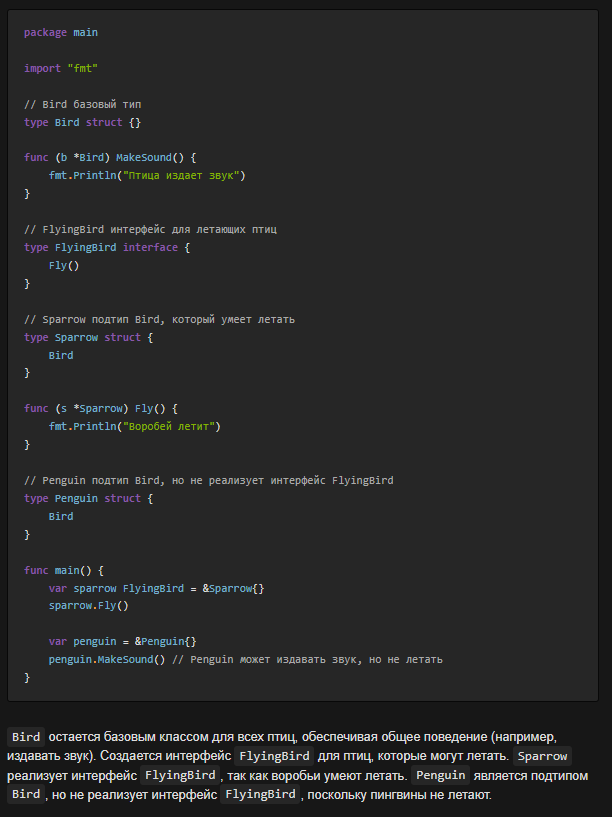 package main
import "fmt"
// Bird базовый тип
type Bird struct {}
func (b *Bird) MakeSound() {
    fmt.Println("Птица издает звук")
}
// FlyingBird интерфейс для летающих птиц
type FlyingBird interface {
    Fly()
}
// Sparrow подтип Bird, который умеет летать
type Sparrow struct {
    Bird
}
func (s *Sparrow) Fly() {
    fmt.Println("Воробей летит")
}
// Penguin подтип Bird, но не реализует интерфейс FlyingBird
type Penguin struct {
    Bird
}
func main() {
    var sparrow FlyingBird = &Sparrow{}
    sparrow.Fly()
    var penguin = &Penguin{}
    penguin.MakeSound() // Penguin может издавать звук, но не летать
}
Bird остается базовым классом для всех птиц, обеспечивая общее поведение (например,
издавать звук). Создается интерфейс FlyingBird для птиц, которые могут летать. Sparrow
реализует интерфейс FlyingBird, так как воробьи умеют летать. Penguin является подтипом
Bird, но не реализует интерфейс FlyingBird, поскольку пингвины не летают.